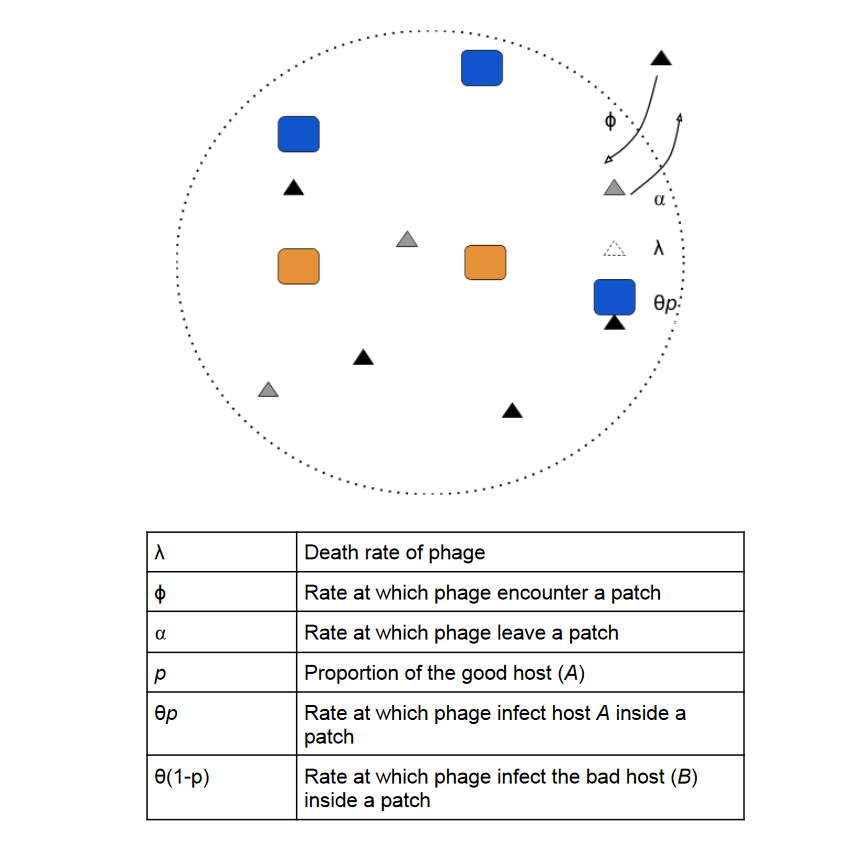 ϕ
α
λ
θp
λ Death rate of phage
ϕ Rate at which phage encounter a patch
α Rate at which phage leave a patch
p Proportion of the good host (A)
θp Rate at which phage infect host A inside a
patch
θ(1-p) Rate at which phage infect the bad host (B)
inside a patch